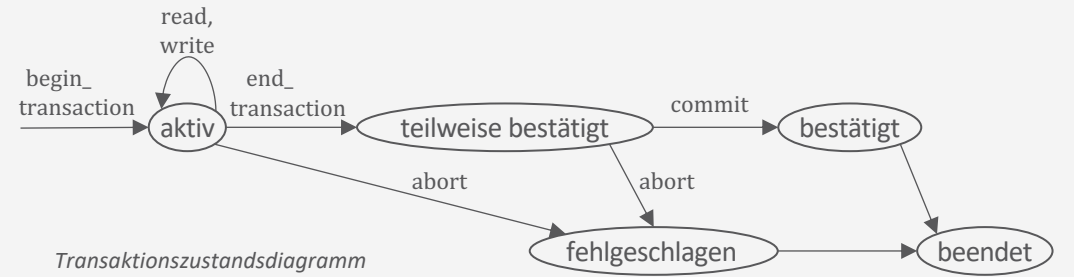 read,
write
begin_
transaction
end_
transaction
commit
aktiv
teilweise bestätigt
bestätigt
abort
abort
fehlgeschlagen
beendet
Transaktionszustandsdiagramm